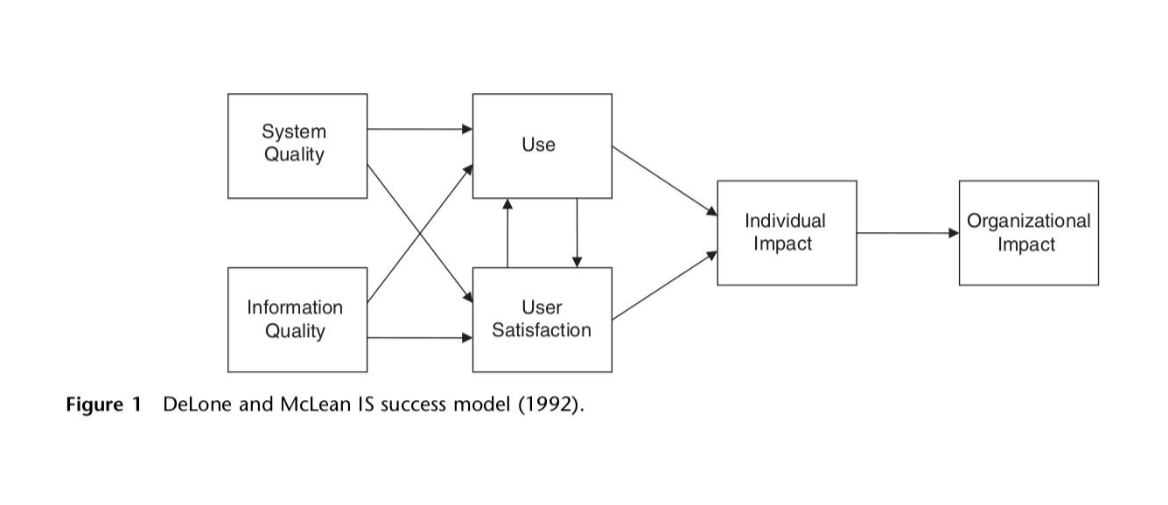 System
Quality
Use
Individual
Impact
Organizational
Impact
Information
Quality
User
Satisfaction
Figure 1 DeLone and McLean IS success model (1992).